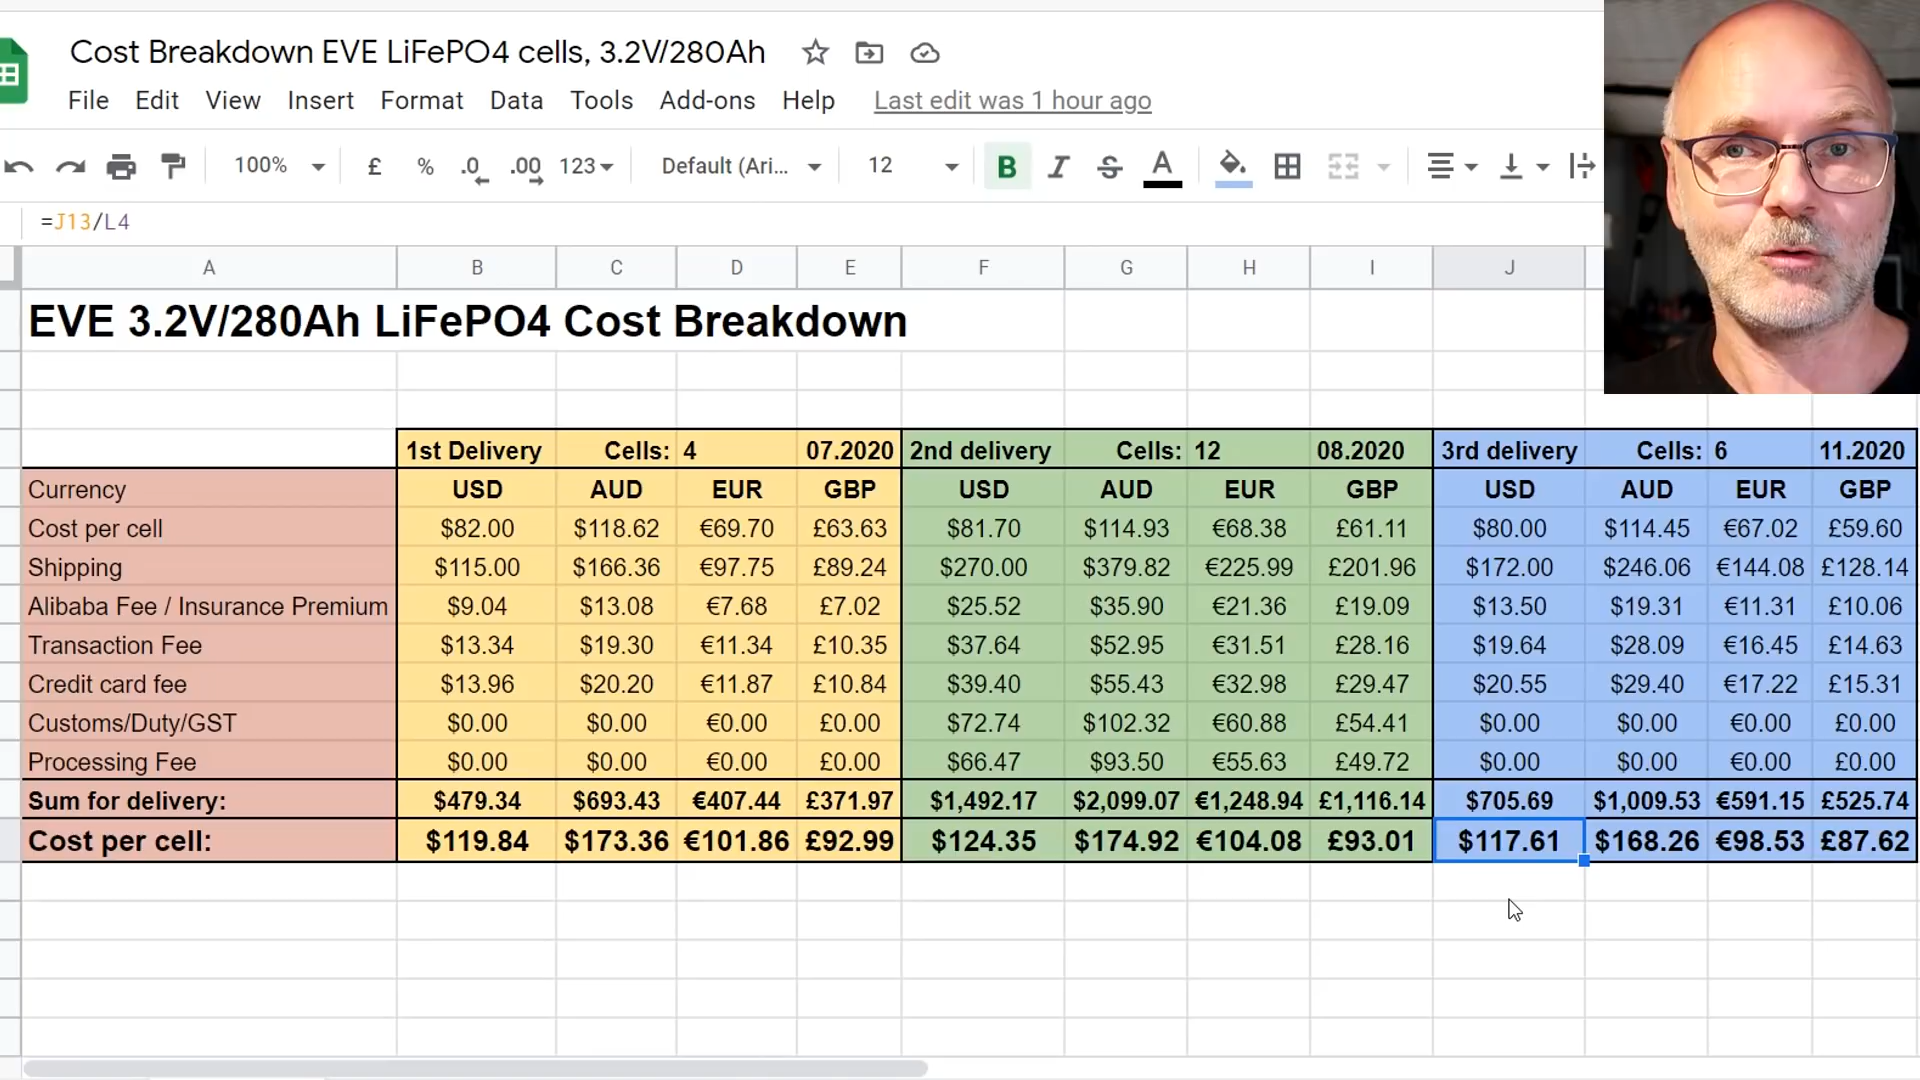 Cost Breakdown EVE LiFePO4 cells, 3.2V/280Ah
File Edit View Insert Format Data Tools Add-ons Help Last edit was 1 hour ago
100% £ % .0 .00 123 Default (Ari... 12 B I S A
=J13/L4
A B C D E F G H I J
EVE 3.2V/280Ah LiFePO4 Cost Breakdown
1st Delivery Cells: 4 07.2020 2nd delivery Cells: 12 08.2020 3rd delivery Cells: 6 11.2020
Currency USD AUD EUR GBP USD AUD EUR GBP USD AUD EUR GBP
Cost per cell $82.00 $118.62 €69.70 £63.63 $81.70 $114.93 €68.38 £61.11 $80.00 $114.45 €67.02 £59.60
Shipping $115.00 $166.36 €97.75 £89.24 $270.00 $379.82 €225.99 £201.96 $172.00 $246.06 €144.08 £128.14
Alibaba Fee / Insurance Premium $9.04 $13.08 €7.68 £7.02 $25.52 $35.90 €21.36 £19.09 $13.50 $19.31 €11.31 £10.06
Transaction Fee $13.34 $19.30 €11.34 £10.35 $37.64 $52.95 €31.51 £28.16 $19.64 $28.09 €16.45 £14.63
Credit card fee $13.96 $20.20 €11.87 £10.84 $39.40 $55.43 €32.98 £29.47 $20.55 $29.40 €17.22 £15.31
Customs/Duty/GST $0.00 $0.00 €0.00 £0.00 $72.74 $102.32 €60.88 £54.41 $0.00 $0.00 €0.00 £0.00
Processing Fee $0.00 $0.00 €0.00 £0.00 $66.47 $93.50 €55.63 £49.72 $0.00 $0.00 €0.00 £0.00
Sum for delivery: $479.34 $693.43 €407.44 £371.97 $1,492.17 $2,099.07 €1,248.94 £1,116.14 $705.69 $1,009.53 €591.15 £525.74
Cost per cell: $119.84 $173.36 €101.86 £92.99 $124.35 $174.92 €104.08 £93.01 $117.61 $168.26 €98.53 £87.62